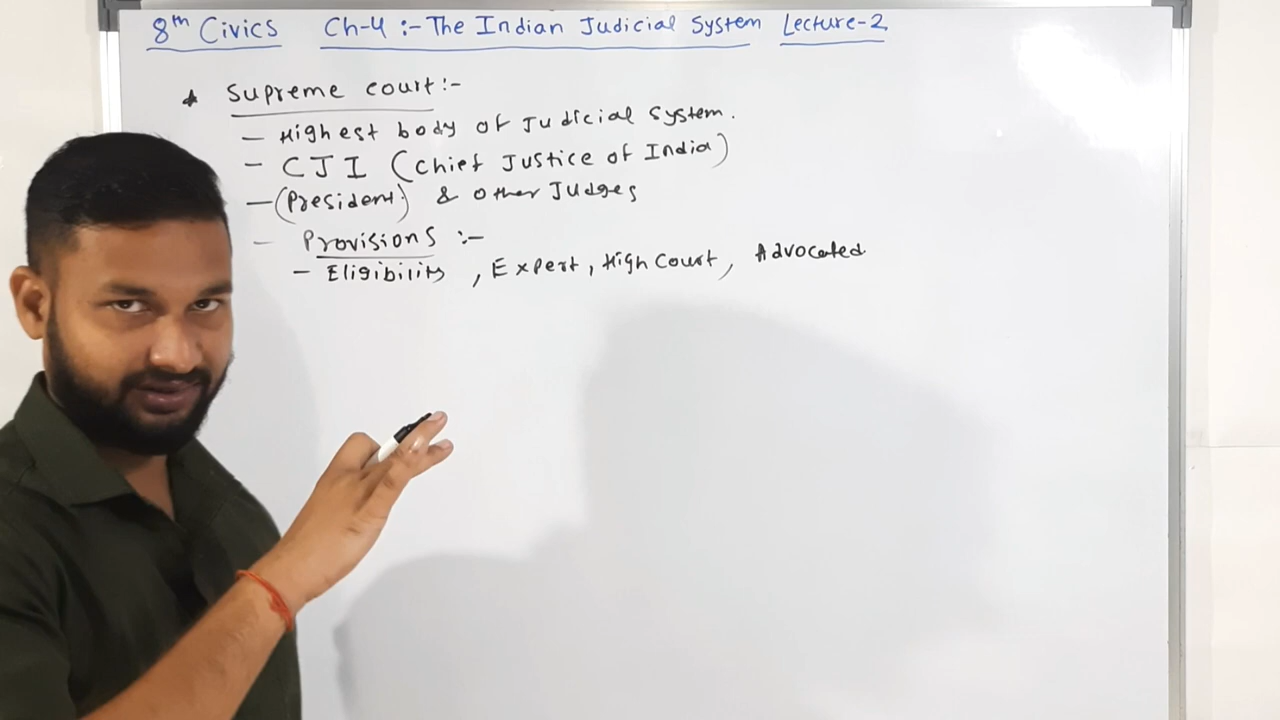 8th Civics Ch-4 :- The Indian Judicial System Lecture-2
* Supreme court :-
- Highest body of Judicial System.
- CJI (Chief Justice of India)
- (President) & other Judges
- Provisions :-
- Eligibility, Expert, High Court, Advocated